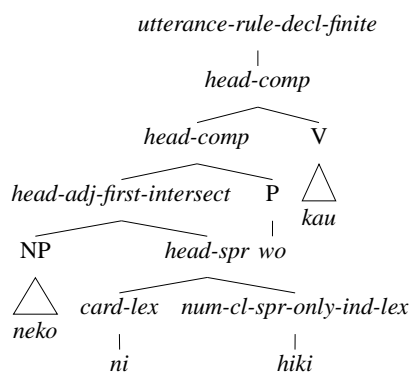 utterance-rule-decl-finite
head-comp
head-comp V
head-adj-first-intersect P
kau
NP head-spr wo
neko card-lex num-cl-spr-only-ind-lex
ni hiki